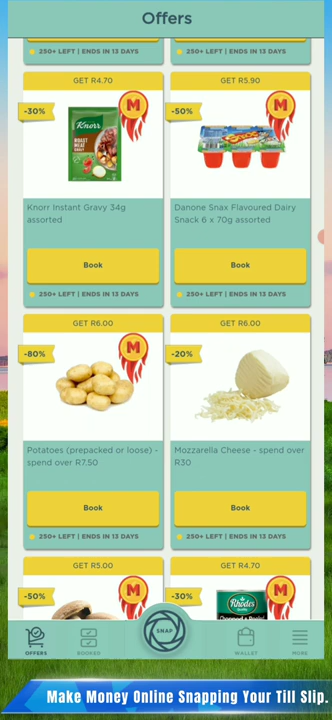 Offers
250+ LEFT | ENDS IN 13 DAYS
250+ LEFT | ENDS IN 13 DAYS
GET R4.70
GET R5.90
-30%
M
-50%
M
Knorr
ROAST
MEAT
Snax
Knorr Instant Gravy 34g
assorted
Danone Snax Flavoured Dairy
Snack 6 x 70g assorted
Book
Book
250+ LEFT | ENDS IN 13 DAYS
250+ LEFT | ENDS IN 13 DAYS
GET R6.00
GET R6.00
-80%
M
-20%
Potatoes (prepacked or loose) -
spend over R7.50
Mozzarella Cheese - spend over
R30
Book
Book
250+ LEFT | ENDS IN 13 DAYS
250+ LEFT | ENDS IN 13 DAYS
GET R5.00
GET R4.70
-50%
M
-30%
M
Rhodes
SNAP
OFFERS
BOOKED
WALLET
MORE
Make Money Online Snapping Your Till Slip.